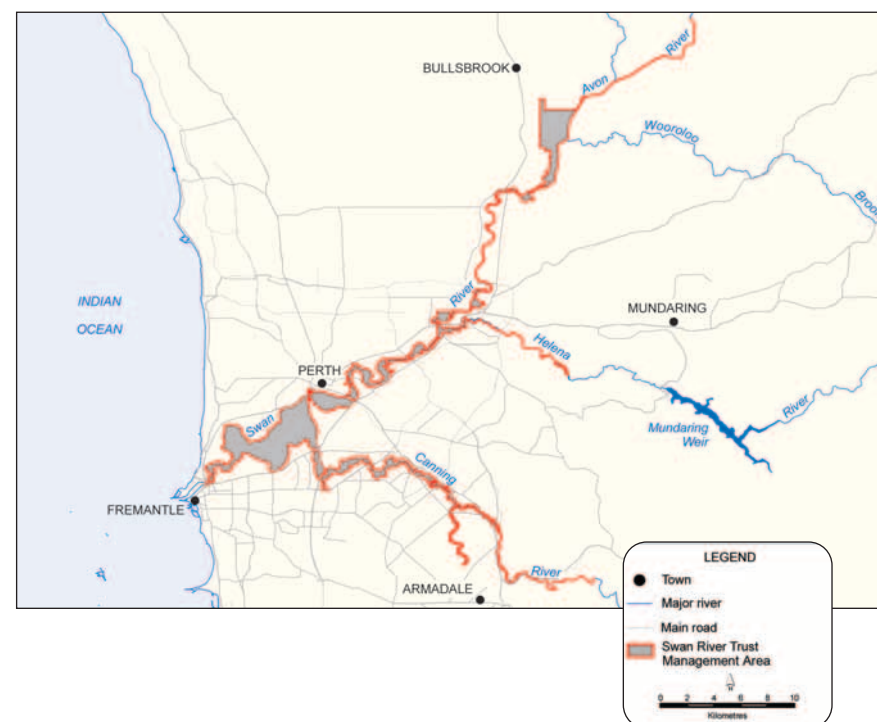 BULLSBROOK
Avon
River
Wooroloo
Brook
INDIAN
OCEAN
River
MUNDARING
Helena
PERTH
Swan
River
Mundaring
Weir
Canning
FREMANTLE
River
ARMADALE
LEGEND
Town
Major river
Main road
Swan River Trust
Management Area
0 2 4 6 8 10
Kilometres